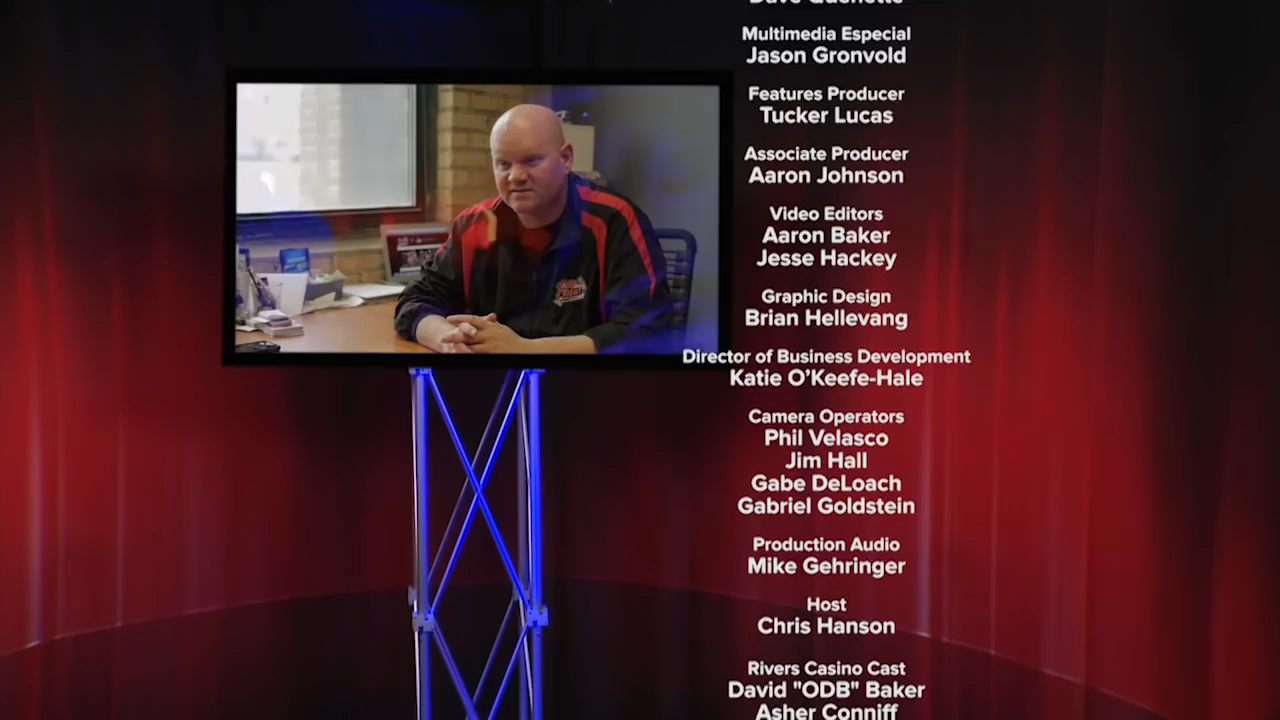 Dave Quenette
Multimedia Especial
Jason Gronvold
Features Producer
Tucker Lucas
Associate Producer
Aaron Johnson
Video Editors
Aaron Baker
Jesse Hackey
Graphic Design
Brian Hellevang
Director of Business Development
Katie O'Keefe-Hale
Camera Operators
Phil Velasco
Jim Hall
Gabe DeLoach
Gabriel Goldstein
Production Audio
Mike Gehringer
Host
Chris Hanson
Rivers Casino Cast
David "ODB" Baker
Asher Conniff